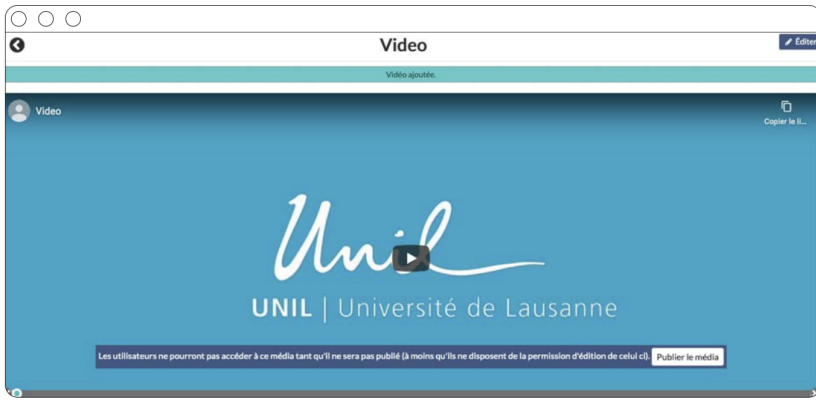 Video
Éditer
Vidéo ajoutée.
Video
Copier le li...
Unil
UNIL | Université de Lausanne
Les utilisateurs ne pourront pas accéder à ce média tant qu'il ne sera pas publié (à moins qu'ils ne disposent de la permission d'édition de celui ci). Publier le média